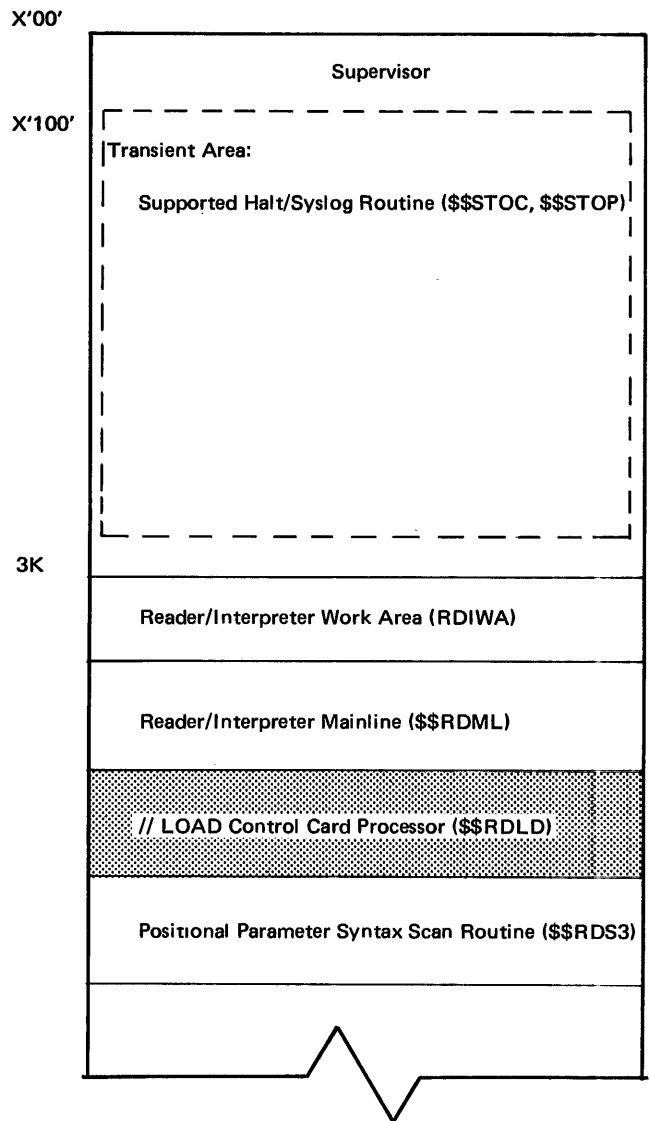 X'00'
Supervisor
X'100'
Transient Area:
Supported Halt/Syslog Routine ($$STOC, $$STOP)
3K
Reader/Interpreter Work Area (RDIWA)
Reader/Interpreter Mainline ($$RDML)
// LOAD Control Card Processor ($$RDLD)
Positional Parameter Syntax Scan Routine ($$RDS3)